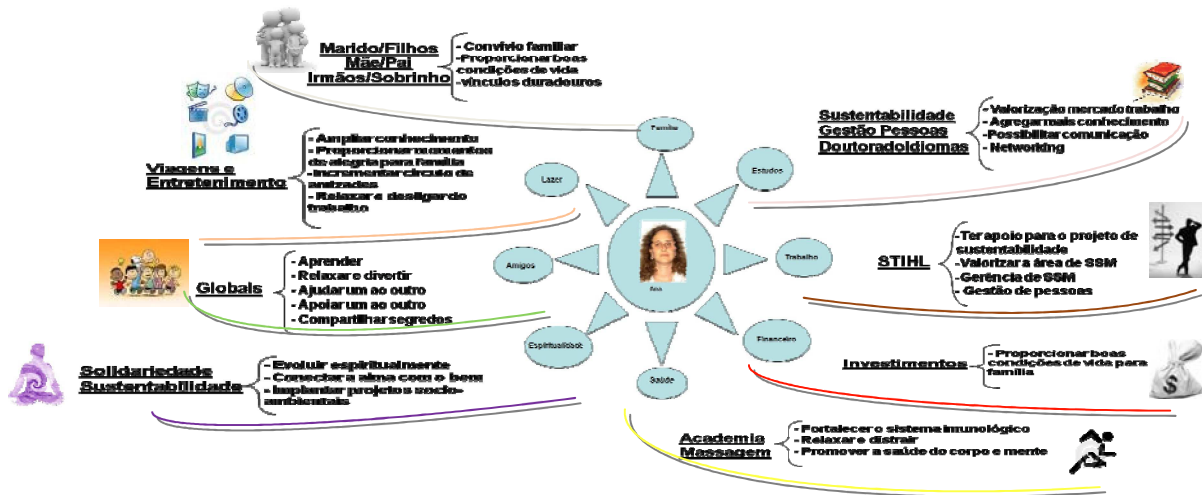 Marido/Filhos
Mãe/Pai
Irmãos/Sobrinho
- Convívio familiar
- Proporcionar boas
condições de vida
- vínculos duradouros
Família
Viagens e
Entretenimento
- Ampliar conhecimento
- Proporcionar momentos
de alegria para família
- Incrementar círculo de
amizades
- Relaxar e desligar do
trabalho
Lazer
Globais
- Aprender
- Relaxar e divertir
- Ajudar um ao outro
- Apoiar um ao outro
- Compartilhar segredos
Amigos
Solidariedade
Sustentabilidade
- Evoluir espiritualmente
- Conectar a alma com o bem
- Implantar projetos socio-
ambientais
Ana
Sustentabilidade
Gestão Pessoas
DoutoradoIdiomas
- Valorização mercado trabalho
- Agregar mais conhecimento
- Possibilitar comunicação
- Networking
Estudos
STIHL
- Ter apoio para o projeto de
sustentabilidade
- Valorizar a área de SSM
- Gerência de SSM
- Gestão de pessoas
Trabalho
Investimentos
- Proporcionar boas
condições de vida para
família
$
Financeiro
Academia
Massagem
- Fortalecer o sistema imunológico
- Relaxar e distrair
- Promover a saúde do corpo e mente
Saúde